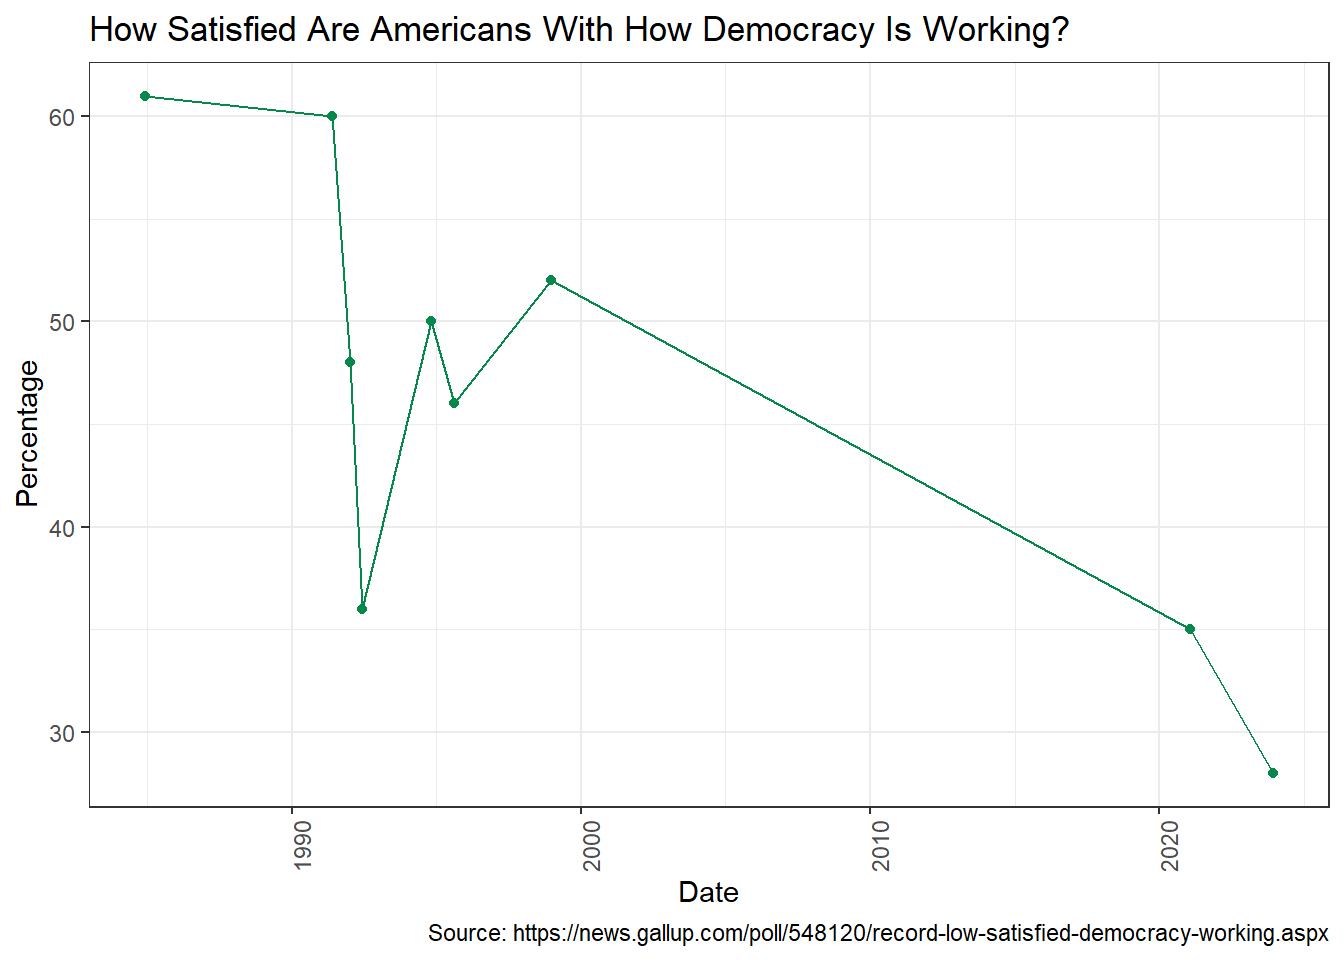 How Satisfied Are Americans With How Democracy Is Working?
60
50
40
30
Percentage
1990
2000
2010
2020
Date
Source: https://news.gallup.com/poll/548120/record-low-satisfied-democracy-working.aspx